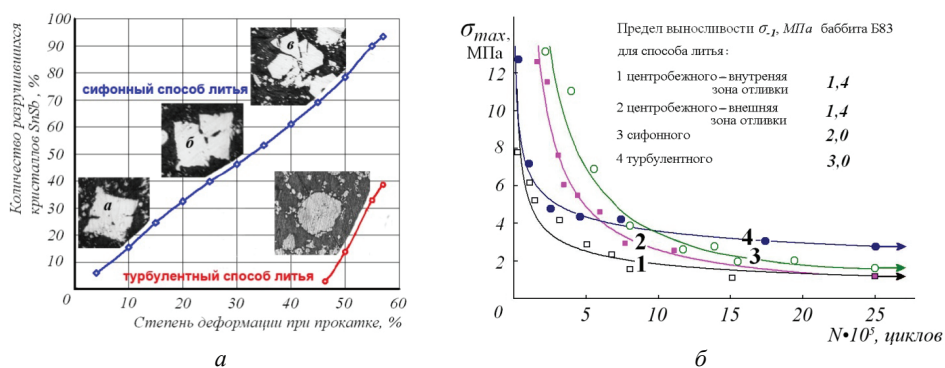 Количество разрушившихся
кристаллов SnSb, %
100
90
80
70
60
50
40
30
20
10
0
сифонный способ литья
а
б
в
турбулентный способ литья
0
10
20
30
40
50
60
Степень деформации при прокатке, %
а
σmax,
МПа
12
10
8
6
4
2
0
Предел выносливости σ-1, МПа баббита Б83
для способа литья:
1 центробежного – внутреняя
зона отливки
1,4
2 центробежного – внешняя
зона отливки
1,4
3 сифонного
2,0
4 турбулентного
3,0
4
2
3
1
5
10
15
20
25
N•10⁵, циклов
б